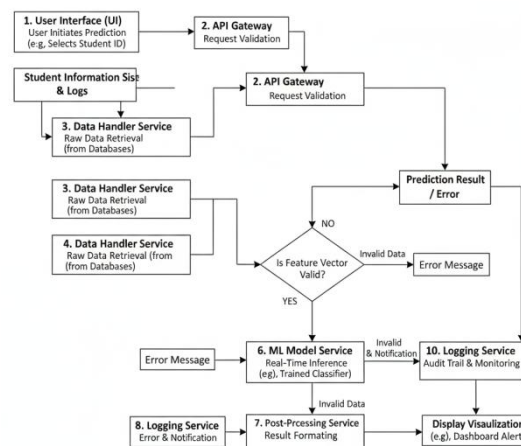 1. User Interface (UI)
User Initiates Prediction
(e.g, Selects Student ID)
2. API Gateway
Request Validation
Student Information Sise
& Logs
2. API Gateway
Request Validation
3. Data Handler Service
Raw Data Retrieval
(from Databases)
Prediction Result
/ Error
3. Data Handler Service
Raw Data Retrieval
(from Databases)
NO
4. Data Handler Service
Raw Data Retrieval (from
(from Databases)
Is Feature Vector
Valid?
Invalid Data
Error Message
YES
Error Message
6. ML Model Service
Real-Time Inference
(eg), Trained Classifier)
Invalid
& Notification
10. Logging Service
Audit Trail & Monitoring
Invalid Data
8. Logging Service
Error & Notification
7. Post-Prcessing Service
Result Formating
Display Visaulization
(e.g), Dashboard Alert